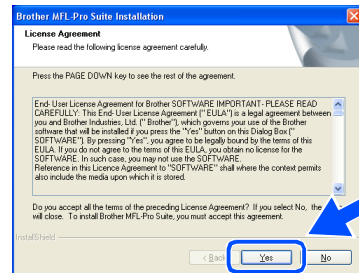 Brother MFL-Pro Suite Installation
License Agreement
Please read the following license agreement carefully.
Press the PAGE DOWN key to see the rest of the agreement.
End- User License Agreement for Brother SOFTWARE IMPORTANT- PLEASE READ
CAREFULLY: This End- User License Agreement (" EULA") is a legal agreement between
you and Brother Industries, Ltd. (" Brother"), which governs your use of the Brother
software that will be installed if you press the "Yes" button on this Dialog Box ("
SOFTWARE"). By pressing "Yes", you agree to be legally bound by the terms of this
EULA. If you do not agree to the terms of this EULA, you obtain no license for the
SOFTWARE. In such case, you may not use the SOFTWARE.
Reference in this Licence Agreement to "SOFTWARE" shall where the context permits
also include the media upon which it is stored.
Do you accept all the terms of the preceding License Agreement? If you select No, the
will close. To install Brother MFL-Pro Suite, you must accept this agreement.
InstallShield
< Back Yes No